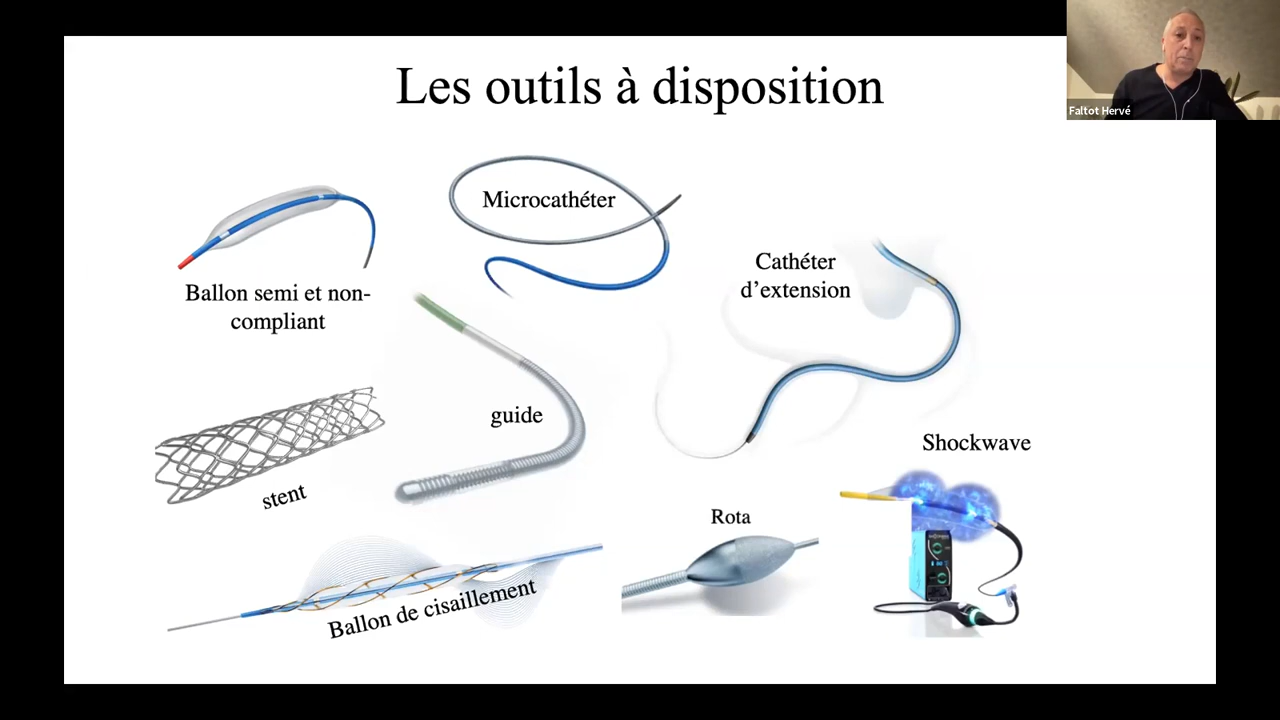 Les outils à disposition
Faltot Hervé
Microcathéter
Cathéter
d’extension
Ballon semi et non-
compliant
guide
Shockwave
stent
Rota
Ballon de cisaillement